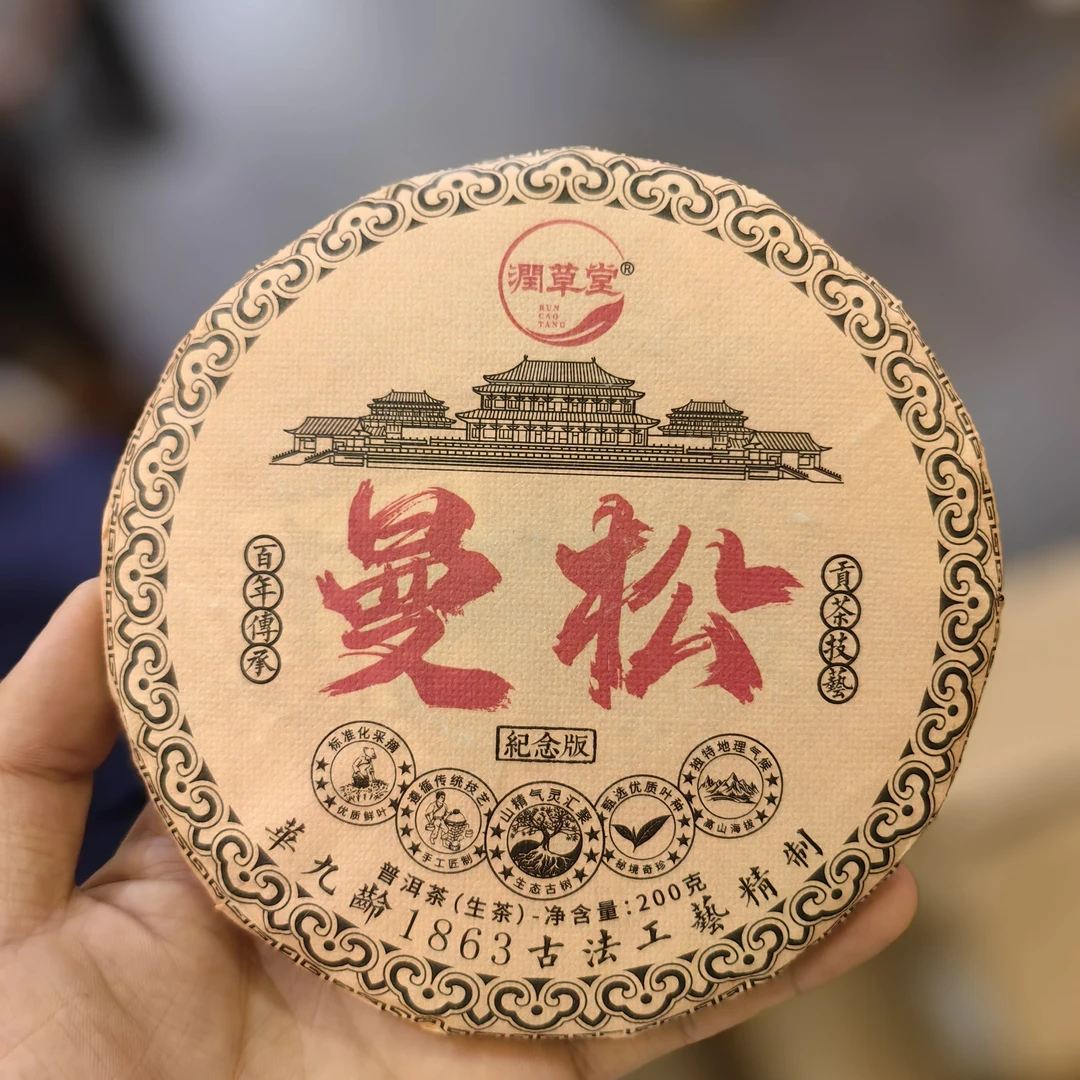 潤草堂®
RUN
CAO
TANG
曼松
百年傳承
貢茶技藝
紀念版
标准化采摘
优质鲜叶
遵循传统技艺
手工匠制
山精气灵汇聚
生态古树
甄选优质叶种
秘境奇珍
独特地理气候
高山海拔
普洱茶(生茶)-净含量:200克
華九齡1863古法工藝精制